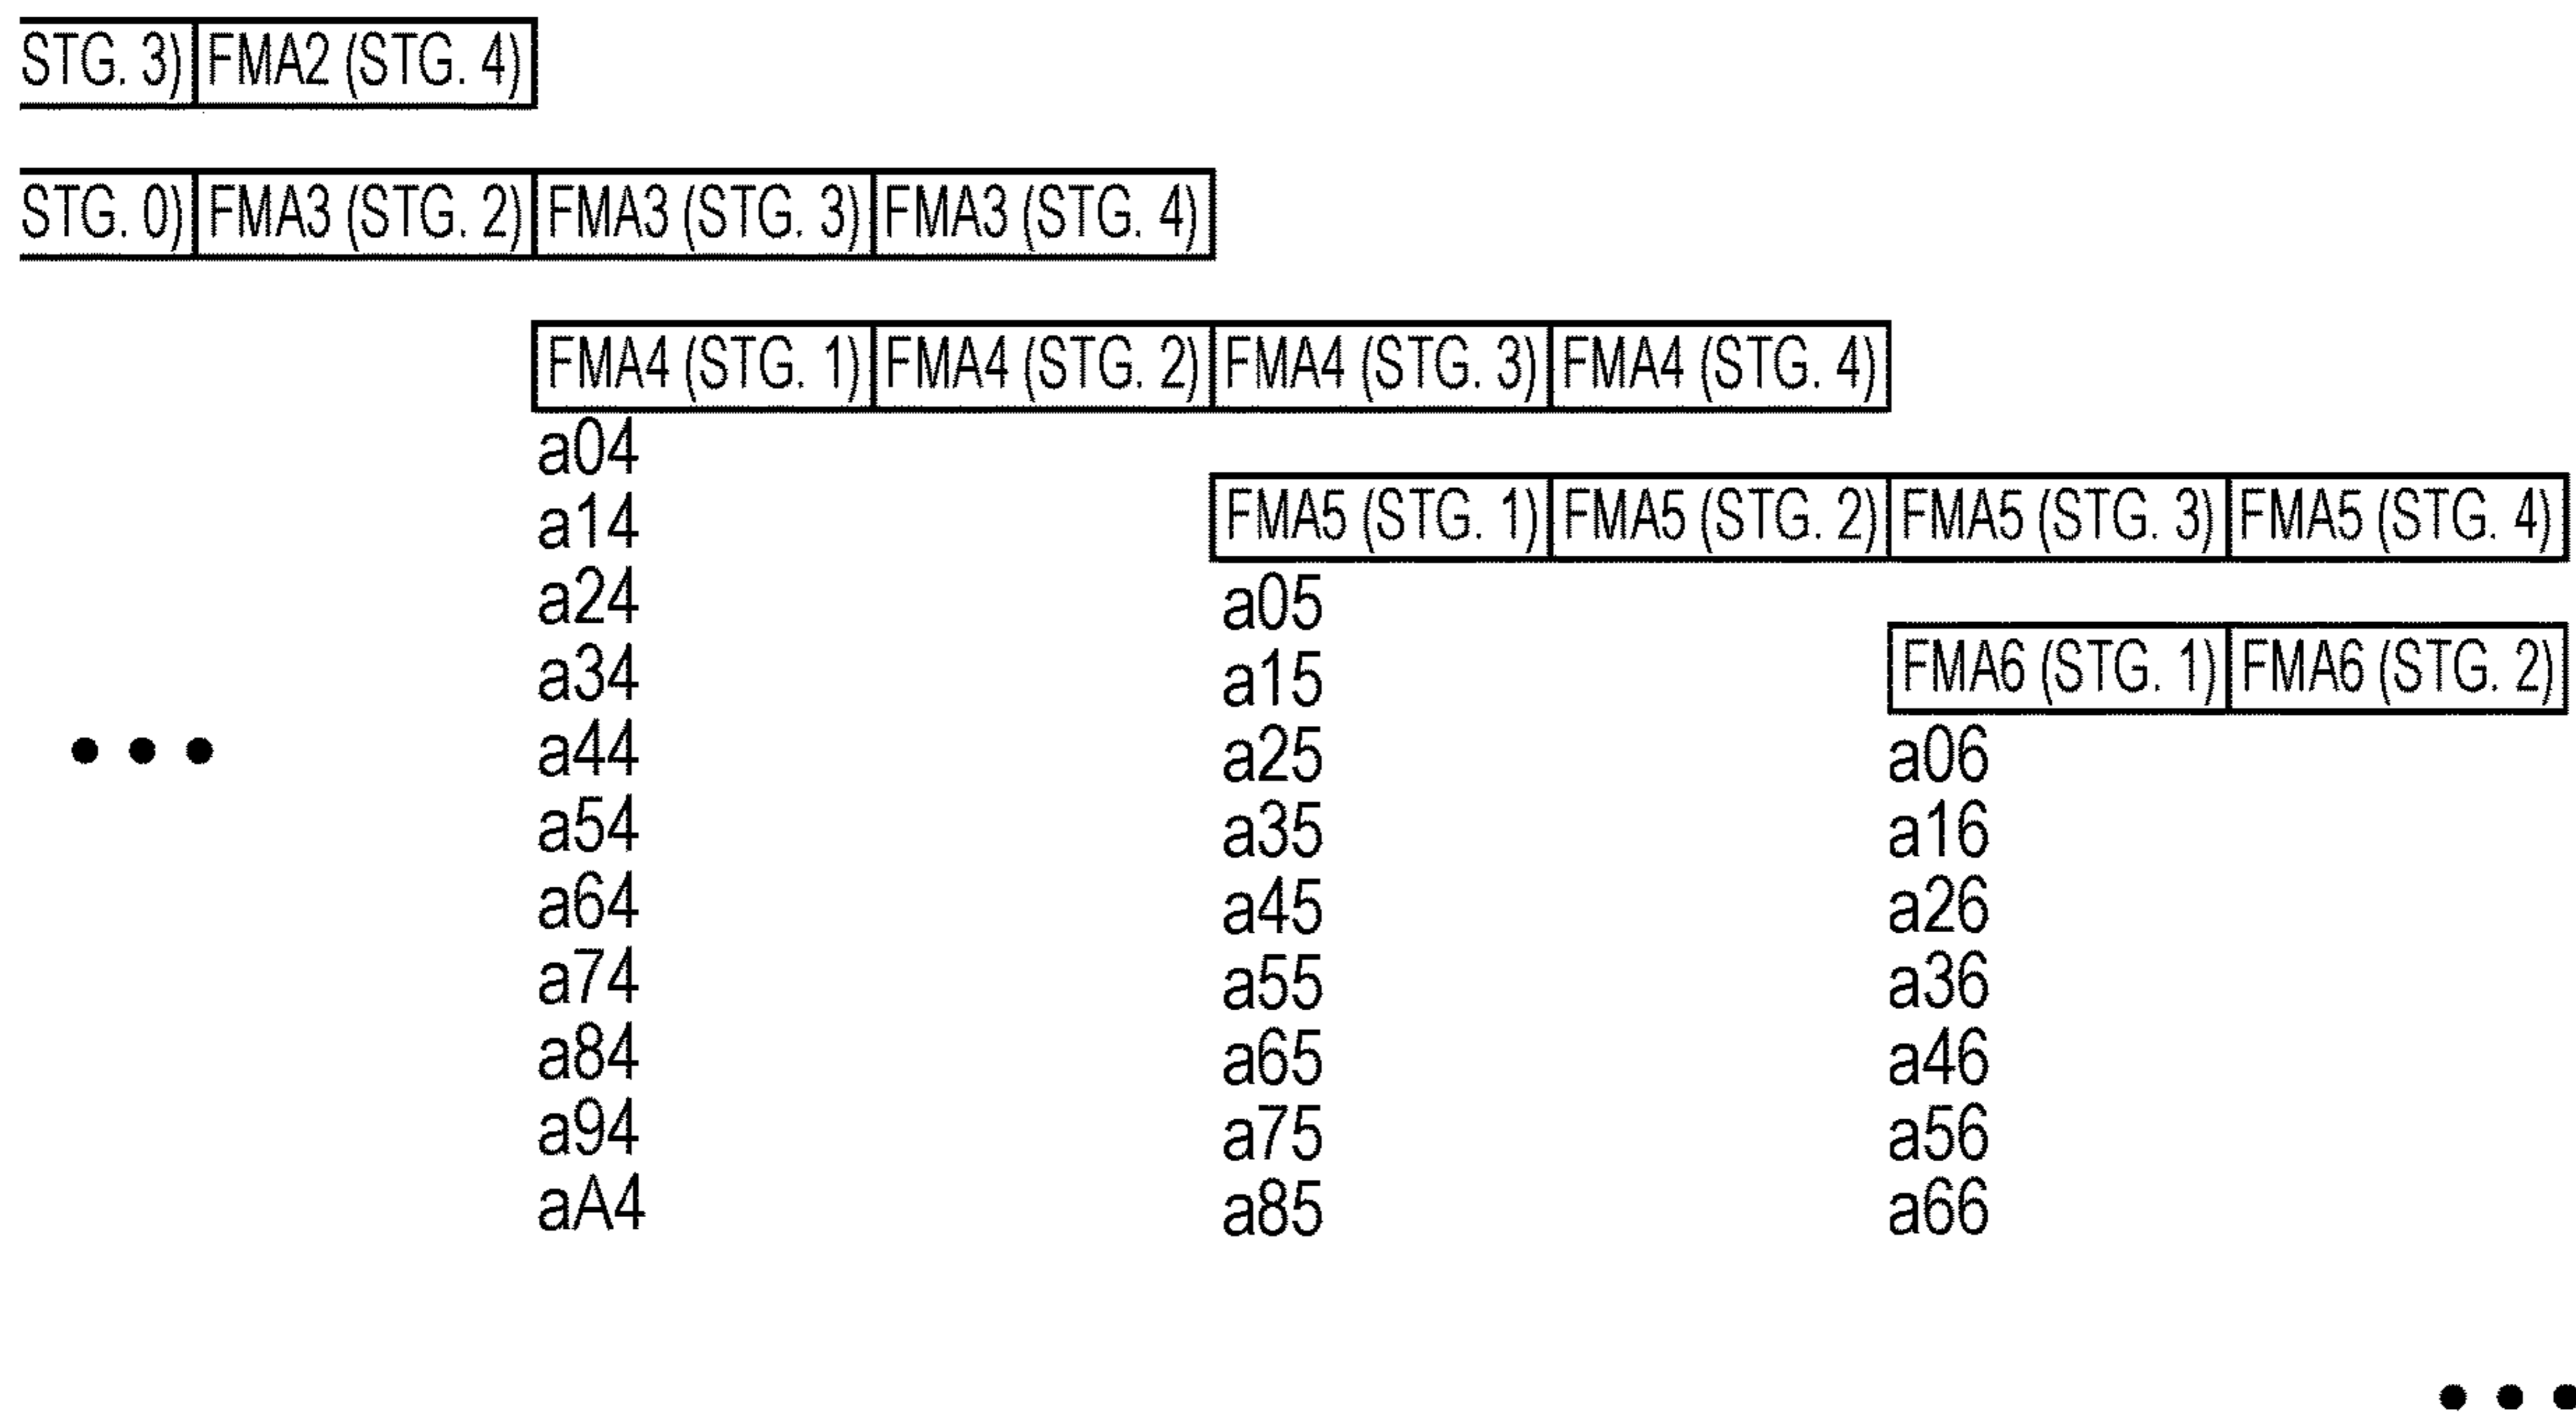 STG. 3) FMA2 (STG. 4)
STG. 0) FMA3 (STG. 2) FMA3 (STG. 3) FMA3 (STG. 4)
FMA4 (STG. 1) FMA4 (STG. 2) FMA4 (STG. 3) FMA4 (STG. 4)
a04
a14
a24
a34
a44
a54
a64
a74
a84
a94
aA4
FMA5 (STG. 1) FMA5 (STG. 2) FMA5 (STG. 3) FMA5 (STG. 4)
a05
a15
a25
a35
a45
a55
a65
a75
a85
FMA6 (STG. 1) FMA6 (STG. 2)
a06
a16
a26
a36
a46
a56
a66